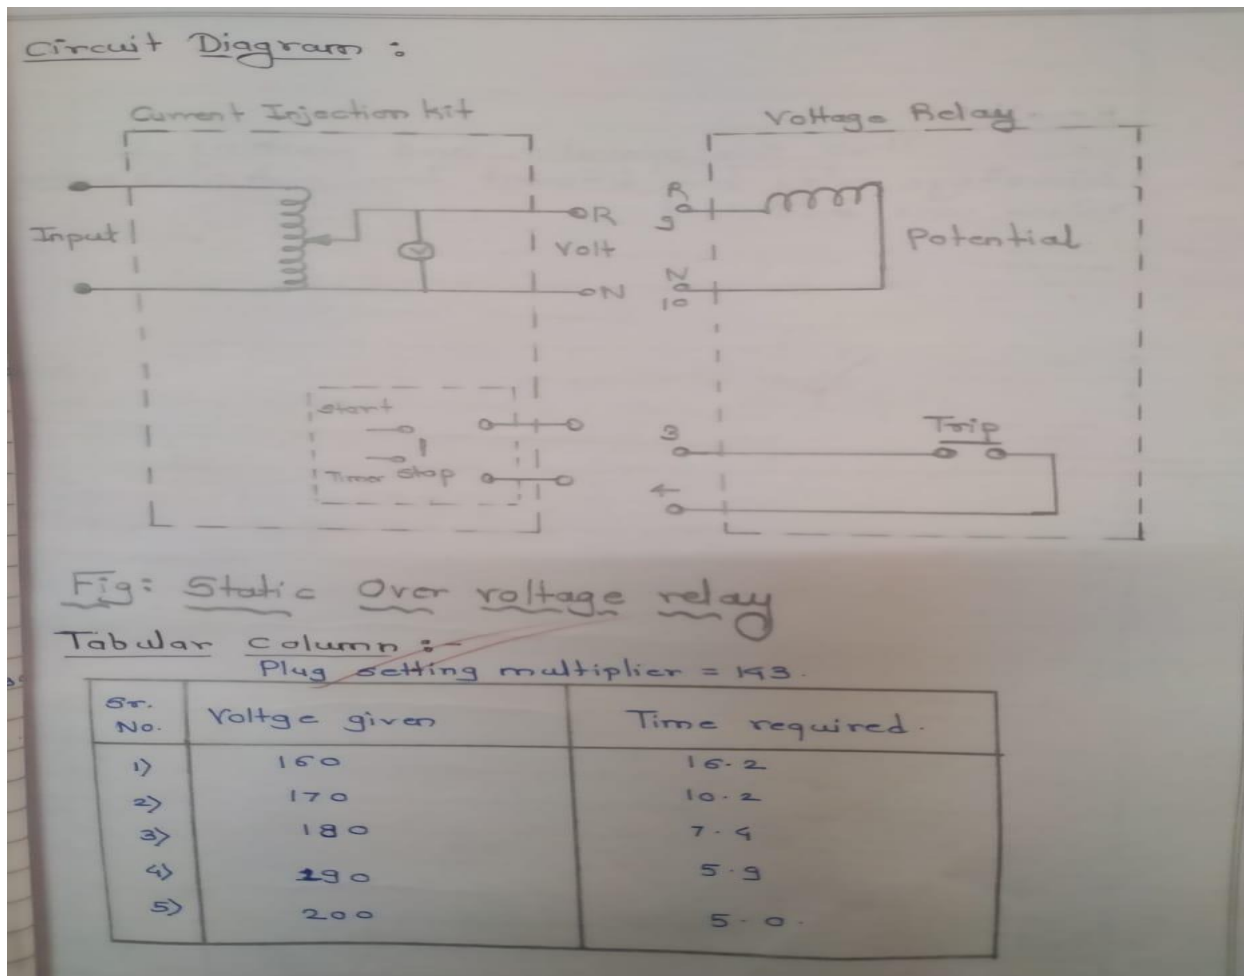 Circuit Diagram :
Current Injection kit
Voltage Relay
Input
R
Volt
N
R
9
N
10
Potential
Start
Timer Stop
3
4
Trip
Fig: Static Over voltage relay
Tabular Column :-
Plug setting multiplier = 143.
Sr. No. Voltge given Time required.
1) 160 16.2
2) 170 10.2
3) 180 7.4
4) 190 5.9
5) 200 5.0.